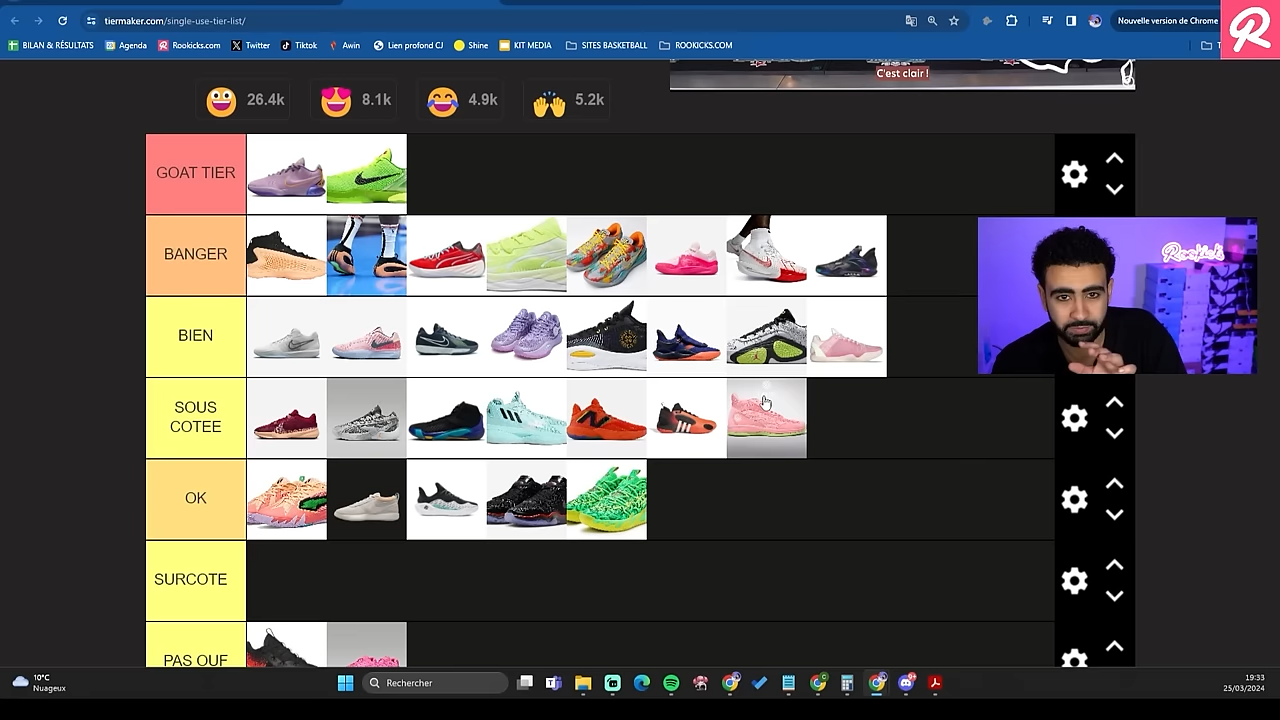 tiermaker.com/single-use-tier-list/
Nouvelle version de Chrome
R
BILAN & RÉSULTATS
Agenda
Rookicks.com
Twitter
Tiktok
Awin
Lien profond CJ
Shine
KIT MEDIA
SITES BASKETBALL
ROOKICKS.COM
C'est clair !
26.4k
8.1k
4.9k
5.2k
GOAT TIER
BANGER
Rookicks
BIEN
SOUS
COTEE
OK
SURCOTE
PAS OUF
10°C
Nuageux
Rechercher
19:33
25/03/2024